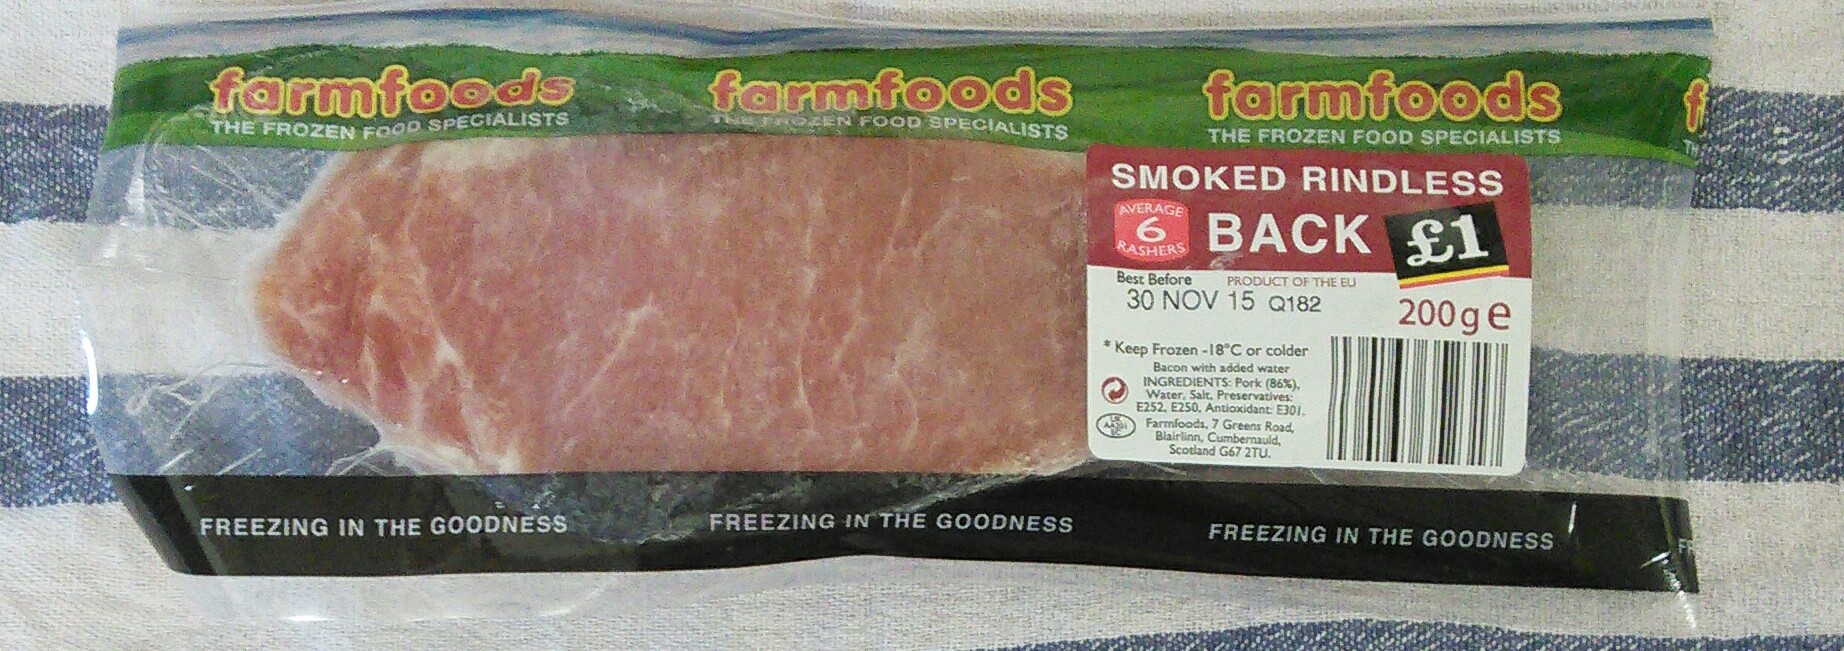 farmfoods
THE FROZEN FOOD SPECIALISTS
farmfoods
THE FROZEN FOOD SPECIALISTS
farmfoods
THE FROZEN FOOD SPECIALISTS
f
SMOKED RINDLESS
AVERAGE
6
RASHERS
BACK
£1
Best Before
PRODUCT OF THE EU
30 NOV 15 Q182
200g e
* Keep Frozen -18°C or colder
Bacon with added water
INGREDIENTS: Pork (86%),
Water, Salt, Preservatives:
E252, E250, Antioxidant: E301.
Farmfoods, 7 Greens Road,
Blairlinn, Cumbernauld,
Scotland G67 2TU.
FREEZING IN THE GOODNESS
FREEZING IN THE GOODNESS
FREEZING IN THE GOODNESS